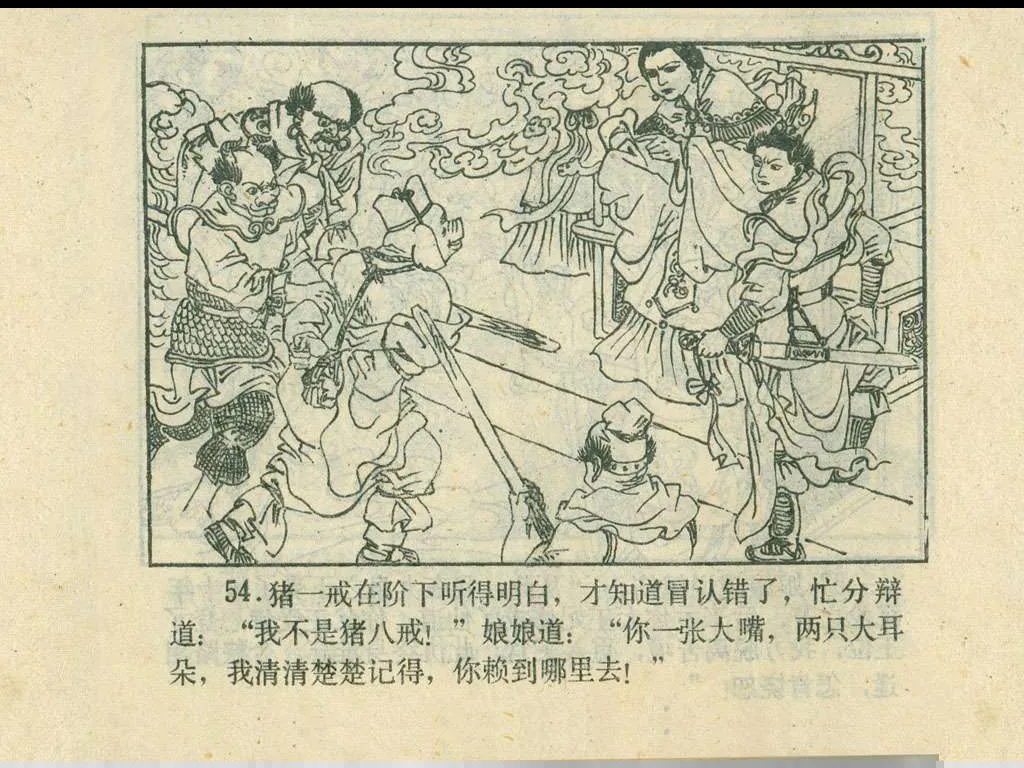 54.猪一戒在阶下听得明白，才知道冒认错了，忙分辩
道：“我不是猪八戒！”娘娘道：“你一张大嘴，两只大耳
朵，我清清楚楚记得，你赖到哪里去！”